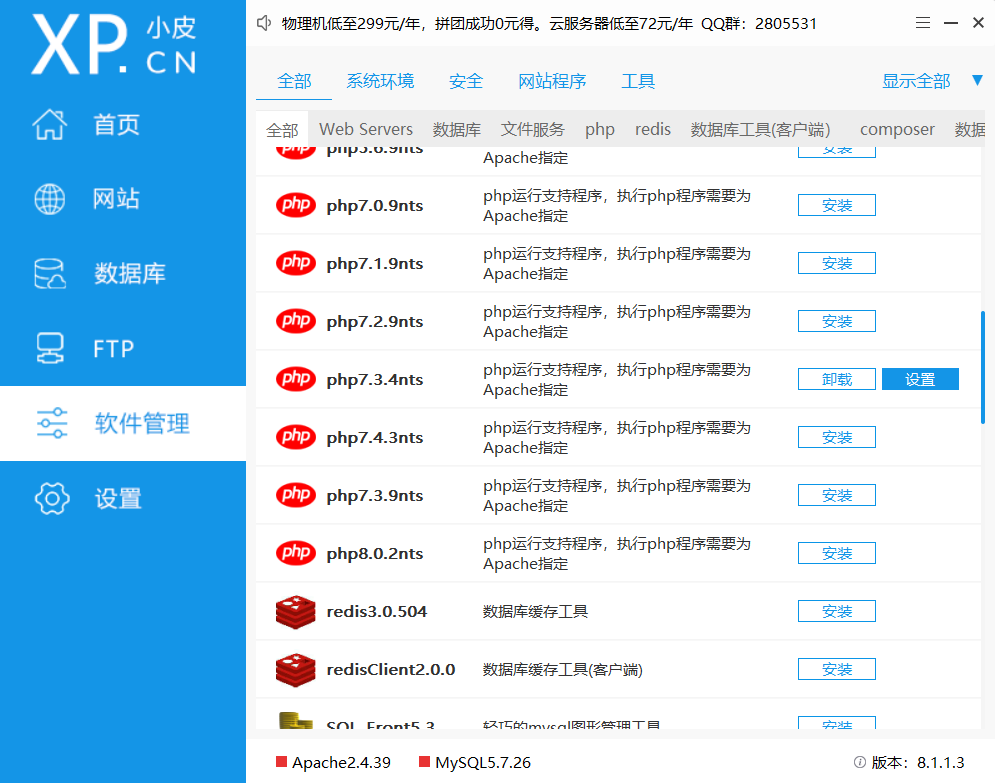 XP.CN 小皮
物理机低至299元/年，拼团成功0元得。云服务器低至72元/年 QQ群：2805531
首页
网站
数据库
FTP
软件管理
设置
全部 系统环境 安全 网站程序 工具 显示全部
全部 Web Servers 数据库 文件服务 php redis 数据库工具(客户端) composer 数据
php5.6.9nts Apache指定 安装
php7.0.9nts php运行支持程序，执行php程序需要为
Apache指定 安装
php7.1.9nts php运行支持程序，执行php程序需要为
Apache指定 安装
php7.2.9nts php运行支持程序，执行php程序需要为
Apache指定 安装
php7.3.4nts php运行支持程序，执行php程序需要为
Apache指定 卸载 设置
php7.4.3nts php运行支持程序，执行php程序需要为
Apache指定 安装
php7.3.9nts php运行支持程序，执行php程序需要为
Apache指定 安装
php8.0.2nts php运行支持程序，执行php程序需要为
Apache指定 安装
redis3.0.504 数据库缓存工具 安装
redisClient2.0.0 数据库缓存工具(客户端) 安装
SQL_Front5.3 轻巧的mysql图形管理工具 安装
Apache2.4.39 MySQL5.7.26 版本：8.1.1.3